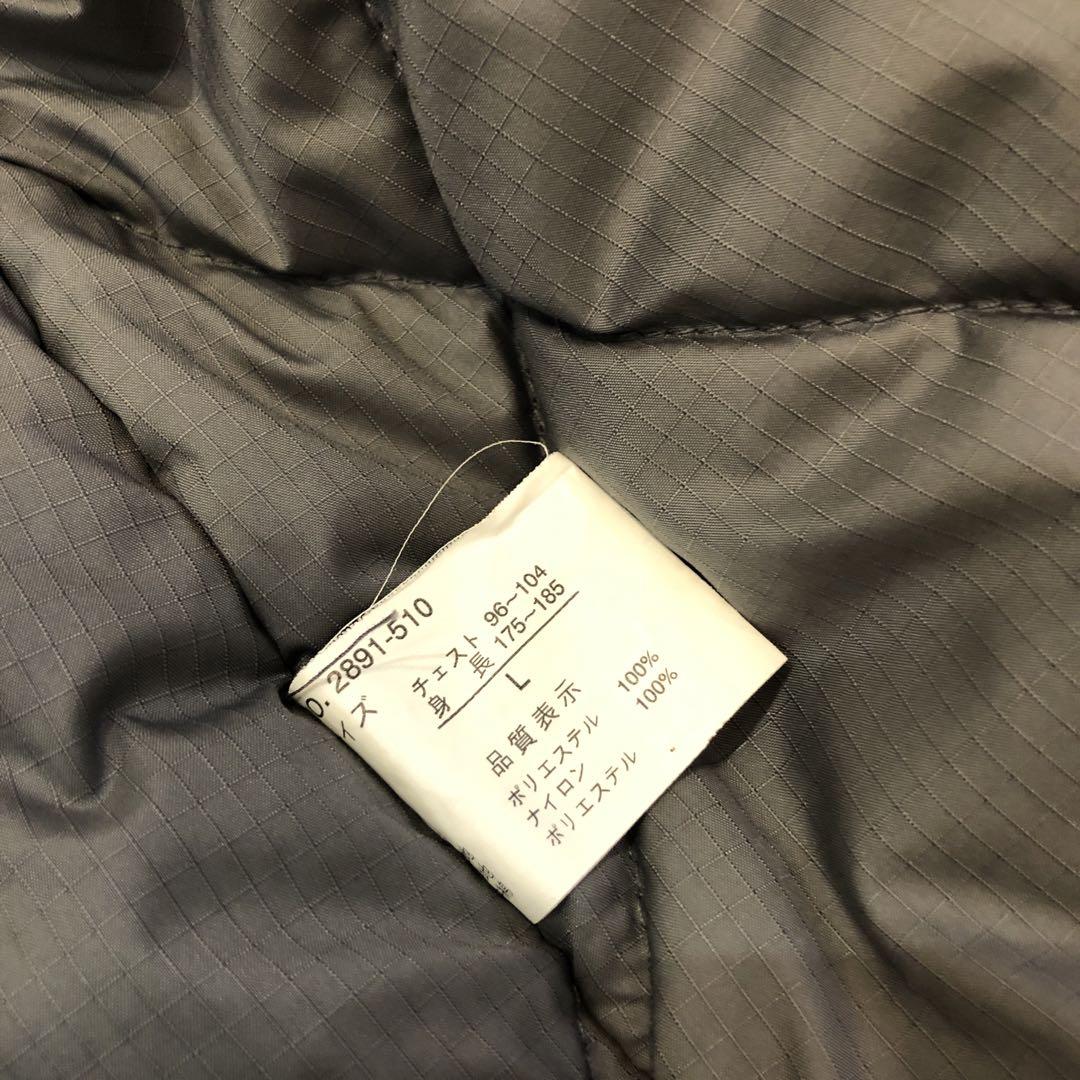 O. 2891-510
イズ
チェスト 96~104
身 長 175~185
L
品質表示
ポリエステル 100%
ナイロン 100%
ポリエステル